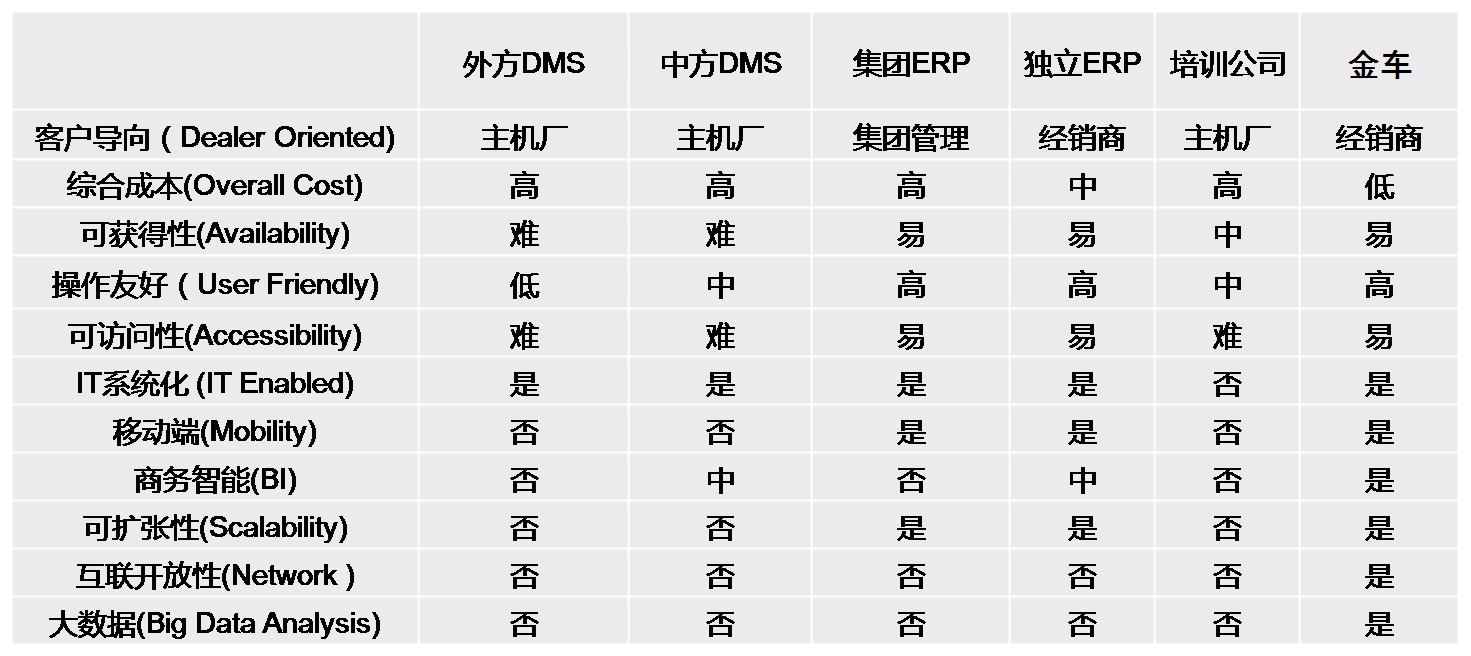 外方DMS 中方DMS 集团ERP 独立ERP 培训公司 金车
客户导向 ( Dealer Oriented) 主机厂 主机厂 集团管理 经销商 主机厂 经销商
综合成本(Overall Cost) 高 高 高 中 高 低
可获得性(Availability) 难 难 易 易 中 易
操作友好 ( User Friendly) 低 中 高 高 中 高
可访问性(Accessibility) 难 难 易 易 难 易
IT系统化 (IT Enabled) 是 是 是 是 否 是
移动端(Mobility) 否 否 是 是 否 是
商务智能(BI) 否 中 否 中 否 是
可扩张性(Scalability) 否 否 是 是 否 是
互联开放性(Network ) 否 否 否 否 否 是
大数据(Big Data Analysis) 否 否 否 否 否 是